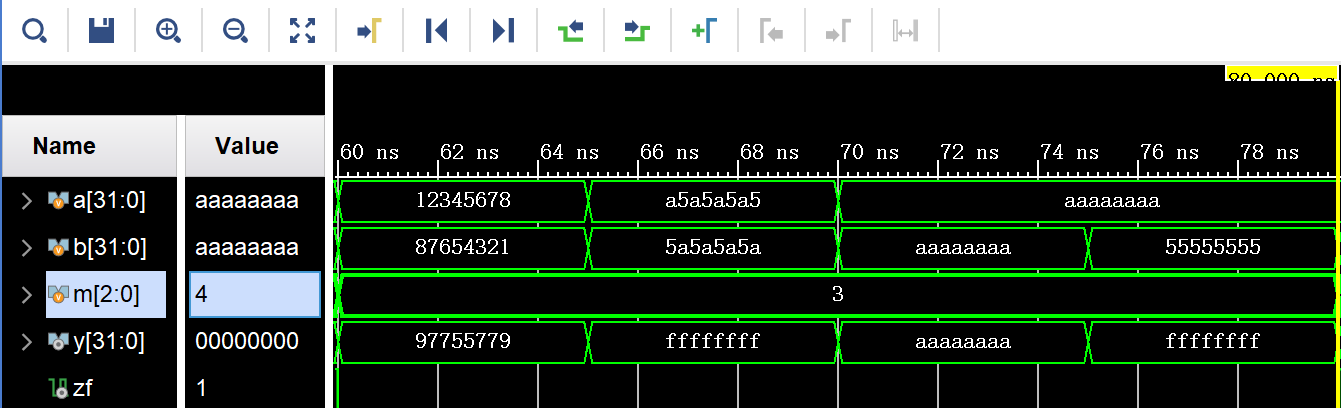 80.000 ns
Name Value
60 ns 62 ns 64 ns 66 ns 68 ns 70 ns 72 ns 74 ns 76 ns 78 ns
a[31:0] aaaaaaaa 12345678 a5a5a5a5 aaaaaaaa
b[31:0] aaaaaaaa 87654321 5a5a5a5a aaaaaaaa 55555555
m[2:0] 4 3
y[31:0] 00000000 97755779 ffffffff aaaaaaaa ffffffff
zf 1